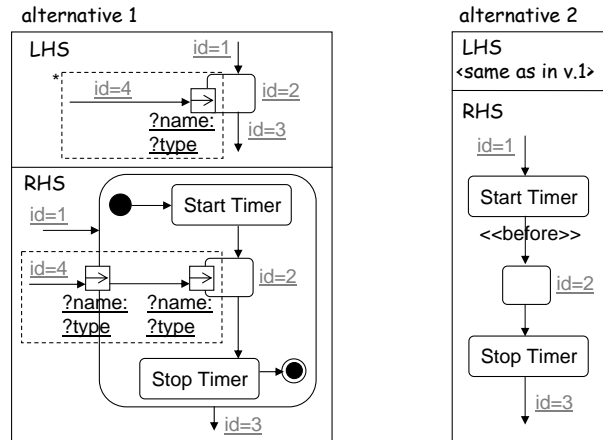 alternative 1
LHS
id=1
*
id=4
id=2
?name:
?type
id=3
RHS
id=1
Start Timer
id=4
id=2
?name:
?type
?name:
?type
Stop Timer
id=3
alternative 2
LHS
<same as in v.1>
RHS
id=1
Start Timer
<<before>>
id=2
Stop Timer
id=3